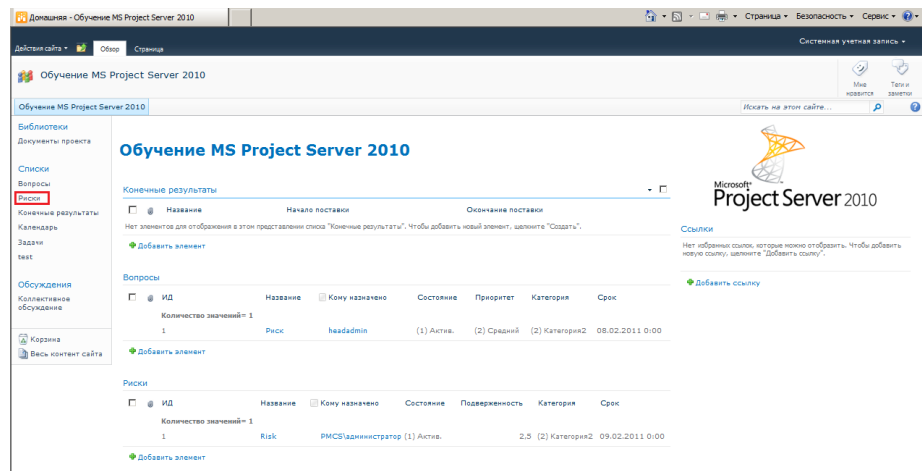 Домашняя - Обучение MS Project Server 2010
Страница Безопасность Сервис
Действия сайта Обзор Страница
Системная учетная запись
Обучение MS Project Server 2010
Мне нравится
Теги и заметки
Обучение MS Project Server 2010
Искать на этом сайте...
Библиотеки
Документы проекта
Списки
Вопросы
Риски
Конечные результаты
Календарь
Задачи
test
Обсуждения
Коллективное
обсуждение
Корзина
Весь контент сайта
Обучение MS Project Server 2010
Конечные результаты
Название Начало поставки Окончание поставки
Нет элементов для отображения в этом представлении списка "Конечные результаты". Чтобы добавить новый элемент, щелкните "Создать".
Добавить элемент
Вопросы
ИД Название Кому назначено Состояние Приоритет Категория Срок
Количество значений= 1
1 Риск headadmin (1) Актив. (2) Средний (2) Категория2 08.02.2011 0:00
Добавить элемент
Риски
ИД Название Кому назначено Состояние Подверженность Категория Срок
Количество значений= 1
1 Risk PMCS\администратор (1) Актив. 2,5 (2) Категория2 09.02.2011 0:00
Добавить элемент
Microsoft
Project Server 2010
Ссылки
Нет избранных ссылок, которые можно отобразить. Чтобы добавить
новую ссылку, щелкните "Добавить ссылку".
Добавить ссылку